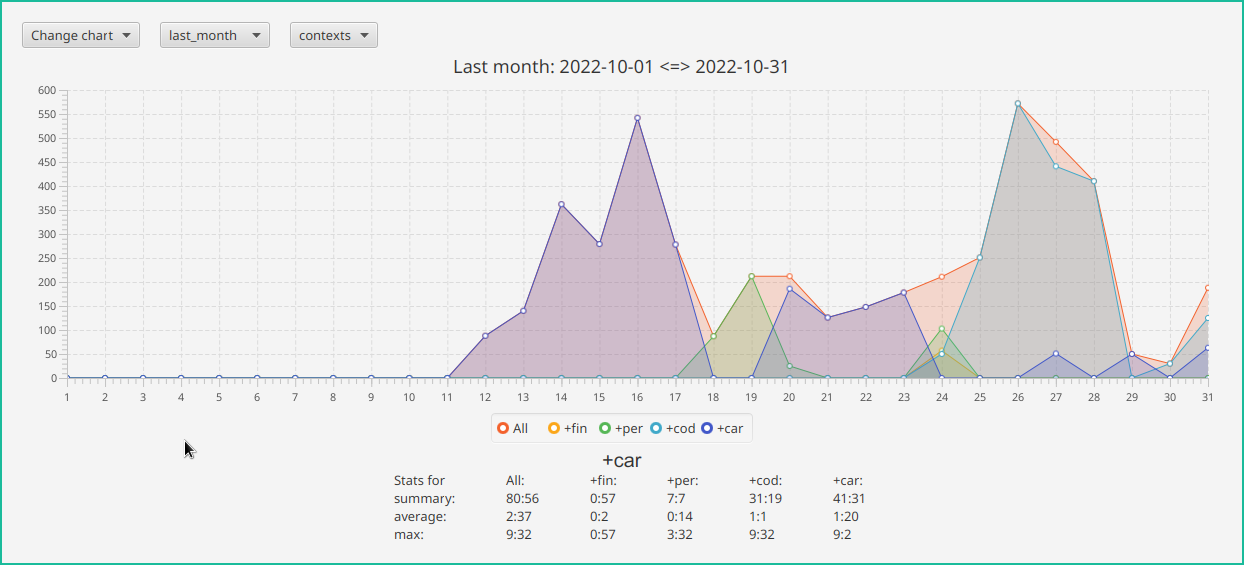 Change chart last_month contexts
Last month: 2022-10-01 <=> 2022-10-31
600
550
500
450
400
350
300
250
200
150
100
50
0
1 2 3 4 5 6 7 8 9 10 11 12 13 14 15 16 17 18 19 20 21 22 23 24 25 26 27 28 29 30 31
All +fin +per +cod +car
+car
Stats for All: +fin: +per: +cod: +car:
summary: 80:56 0:57 7:7 31:19 41:31
average: 2:37 0:2 0:14 1:1 1:20
max: 9:32 0:57 3:32 9:32 9:2